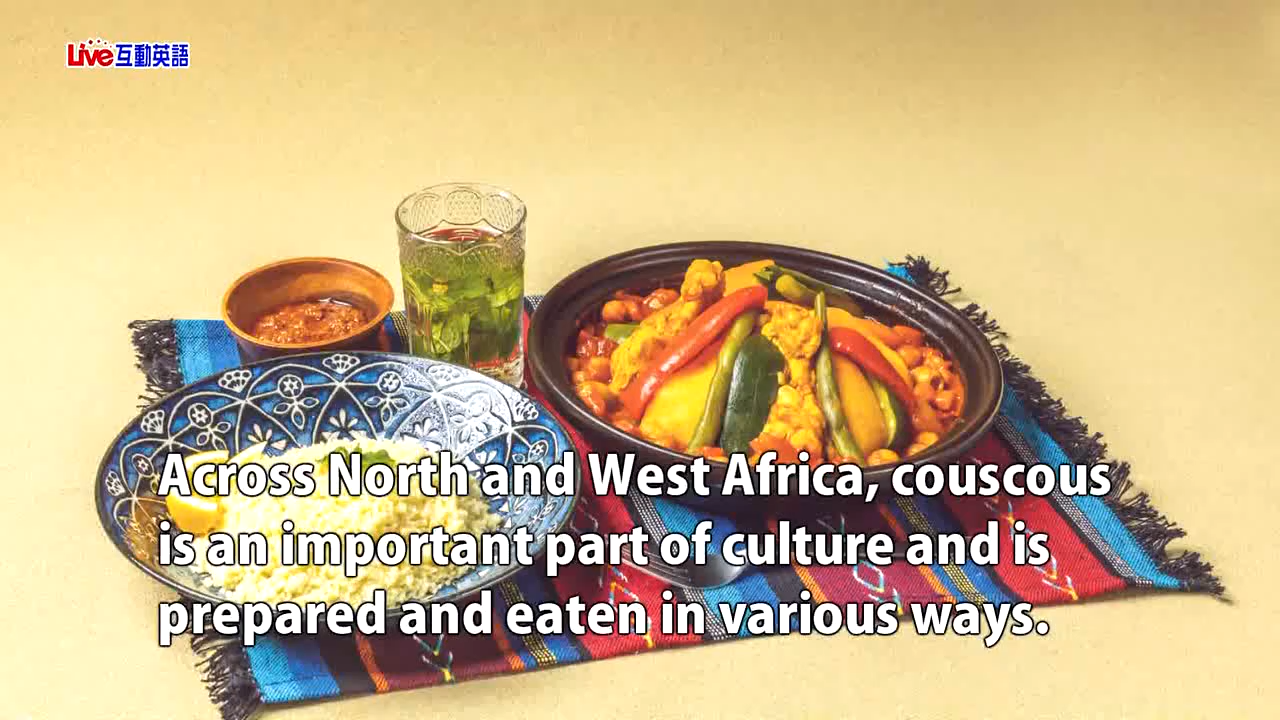 Live互動英語
Across North and West Africa, couscous
is an important part of culture and is
prepared and eaten in various ways.